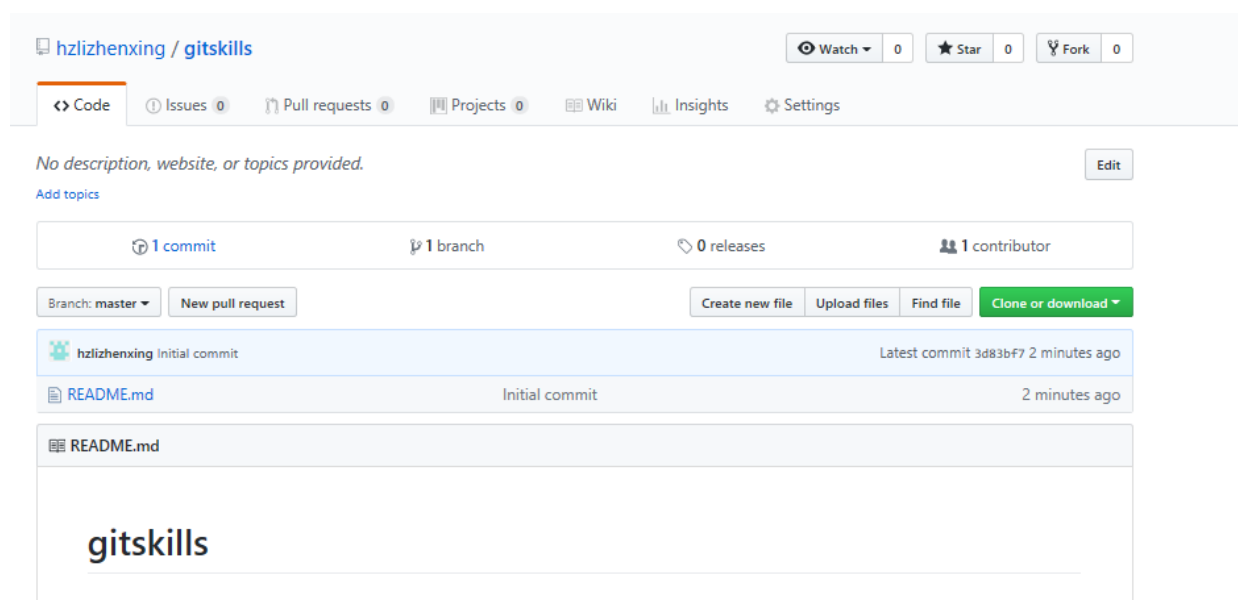 hzlizhenxing / gitskills
Watch 0 Star 0 Fork 0
Code Issues 0 Pull requests 0 Projects 0 Wiki Insights Settings
No description, website, or topics provided. Edit
Add topics
1 commit 1 branch 0 releases 1 contributor
Branch: master New pull request Create new file Upload files Find file Clone or download
hzlizhenxing Initial commit Latest commit 3d83bf7 2 minutes ago
README.md Initial commit 2 minutes ago
README.md
gitskills